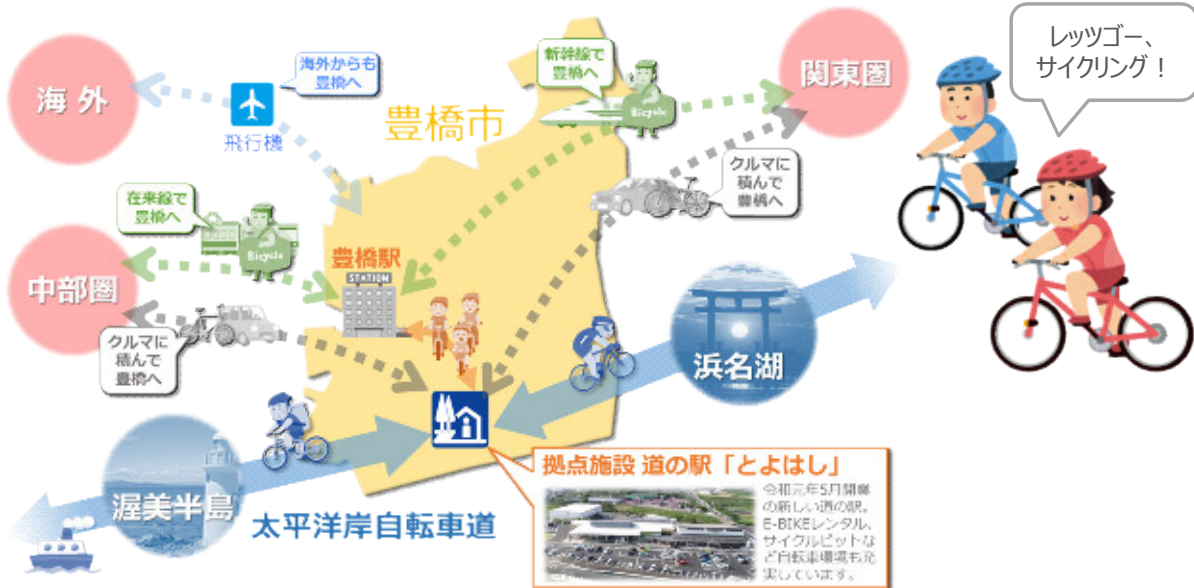 レッツゴー、
サイクリング！
海外
海外からも
豊橋へ
飛行機
豊橋市
新幹線で
豊橋へ
Bicycle
関東圏
クルマに
積んで
豊橋へ
在来線で
豊橋へ
Bicycle
中部圏
豊橋駅
STATION
クルマに
積んで
豊橋へ
浜名湖
渥美半島
太平洋岸自転車道
拠点施設 道の駅「とよはし」
令和元年5月開業
の新しい道の駅。
E-BIKEレンタル、
サイクルピットな
ど自転車環境も充
実しています。